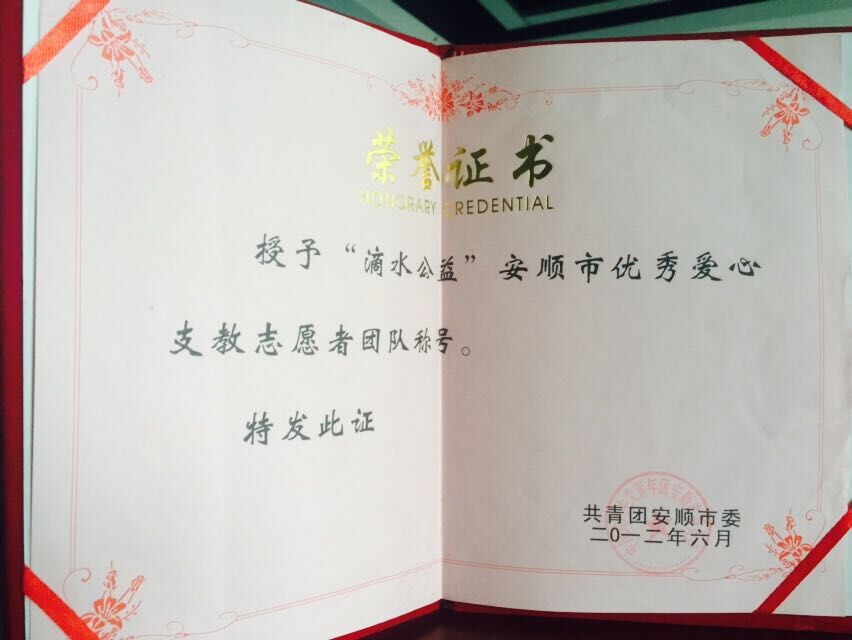 荣誉证书
HONGRARY CREDENTIAL
授予“滴水公益”安顺市优秀爱心
支教志愿者团队称号。
特发此证
共青团安顺市委
二〇一二年六月